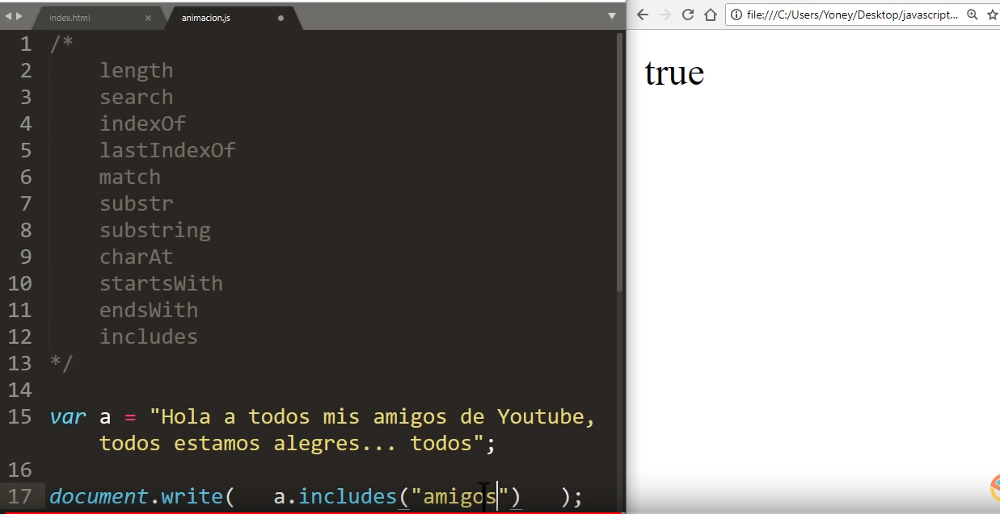 index.html × animacion.js
file:///C:/Users/Yoney/Desktop/javascript...
1 /*
2 length
3 search
4 indexOf
5 lastIndexOf
6 match
7 substr
8 substring
9 charAt
10 startsWith
11 endsWith
12 includes
13 */
14
15 var a = "Hola a todos mis amigos de Youtube,
todos estamos alegres... todos";
16
17 document.write( a.includes("amigos") );
true